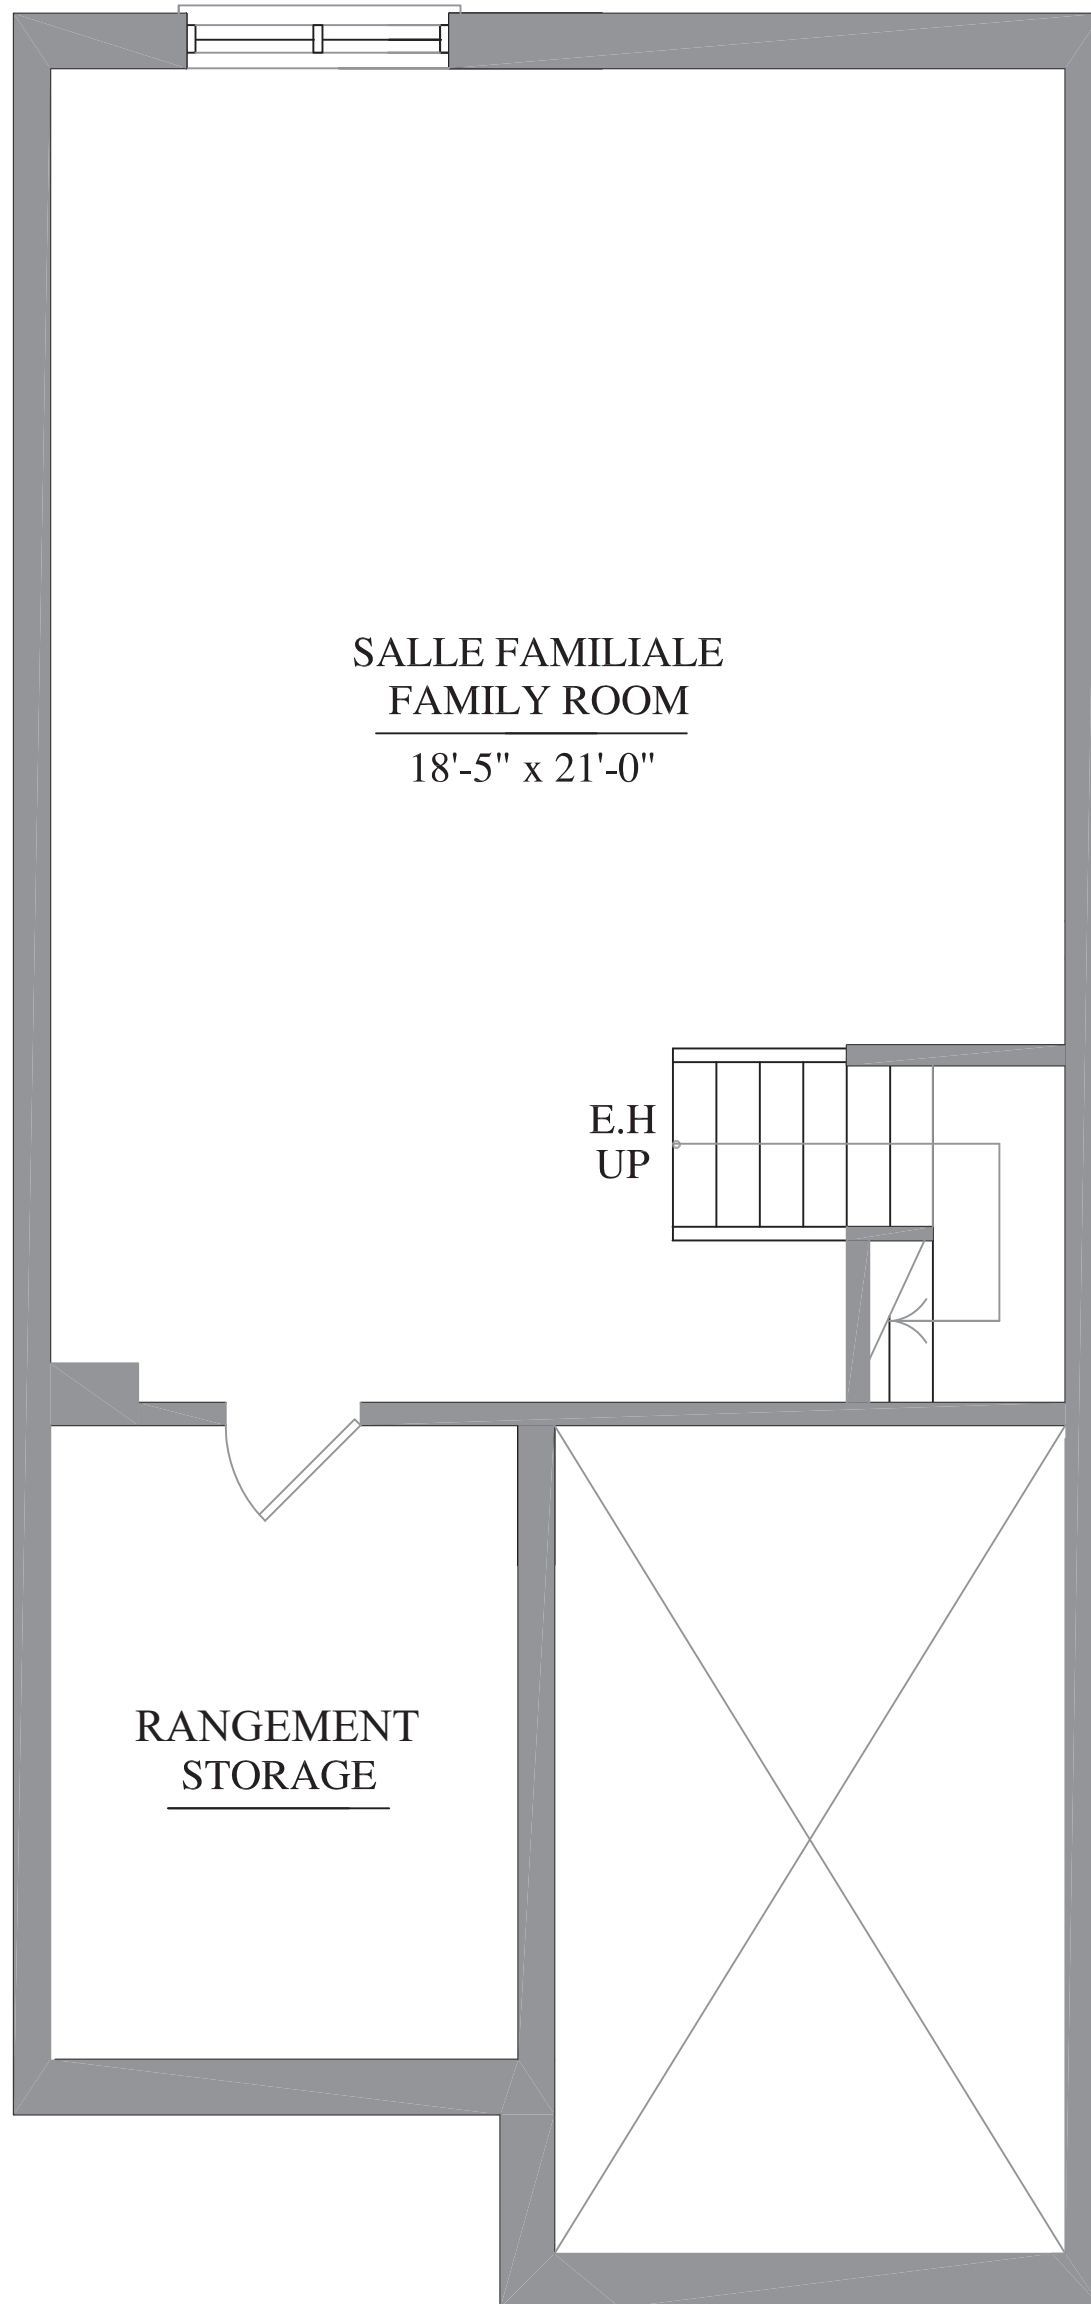 SALLE FAMILIALE
FAMILY ROOM
18'-5" x 21'-0"
E.H
UP
RANGEMENT
STORAGE